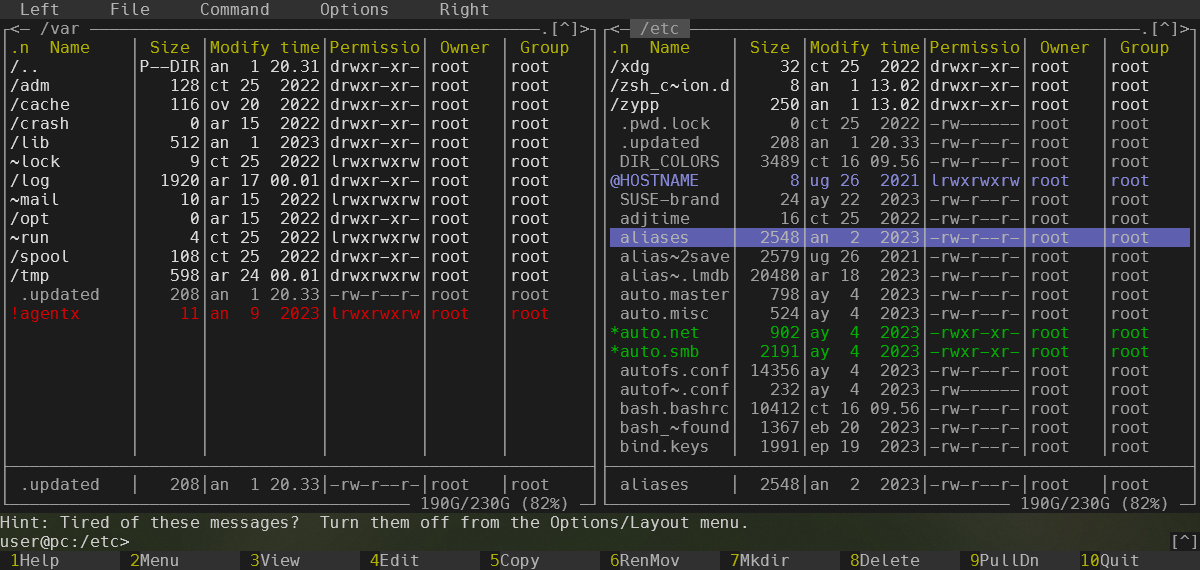 Left File Command Options Right
<— /var .[^]> <— /etc .[^]>
.n Name | Size |Modify time|Permissio| Owner | Group .n Name | Size |Modify time|Permissio| Owner | Group
/.. |P——DIR|an 1 20.31|drwxr-xr-|root |root /xdg | 32|ct 25 2022|drwxr-xr-|root |root
/adm | 128|ct 25 2022|drwxr-xr-|root |root /zsh_c~ion.d| 8|an 1 13.02|drwxr-xr-|root |root
/cache | 116|ov 20 2022|drwxr-xr-|root |root /zypp | 250|an 1 13.02|drwxr-xr-|root |root
/crash | 0|ar 15 2022|drwxr-xr-|root |root .pwd.lock | 0|ct 25 2022|-rw------|root |root
/lib | 512|an 1 2023|drwxr-xr-|root |root .updated | 208|an 1 20.33|-rw-r--r-|root |root
~lock | 9|ct 25 2022|lrwxrwxrw|root |root DIR_COLORS | 3489|ct 16 09.56|-rw-r--r-|root |root
/log | 1920|ar 17 00.01|drwxr-xr-|root |root @HOSTNAME | 8|ug 26 2021|lrwxrwxrw|root |root
~mail | 10|ar 15 2022|lrwxrwxrw|root |root SUSE-brand | 24|ay 22 2023|-rw-r--r-|root |root
/opt | 0|ar 15 2022|drwxr-xr-|root |root adjtime | 16|ct 25 2022|-rw-r--r-|root |root
~run | 4|ct 25 2022|lrwxrwxrw|root |root aliases | 2548|an 2 2023|-rw-r--r-|root |root
/spool | 108|ct 25 2022|drwxr-xr-|root |root alias~2save | 2579|ug 26 2021|-rw-r--r-|root |root
/tmp | 598|ar 24 00.01|drwxrwxrw|root |root alias~.lmdb |20480|ar 18 2023|-rw-r--r-|root |root
.updated | 208|an 1 20.33|-rw-r--r-|root |root auto.master | 798|ay 4 2023|-rw-r--r-|root |root
!agentx | 11|an 9 2023|lrwxrwxrw|root |root auto.misc | 524|ay 4 2023|-rw-r--r-|root |root
*auto.net | 902|ay 4 2023|-rwxr-xr-|root |root
*auto.smb | 2191|ay 4 2023|-rwxr-xr-|root |root
autofs.conf |14356|ay 4 2023|-rw-r--r-|root |root
autof~.conf | 232|ay 4 2023|-rw------|root |root
bash.bashrc |10412|ct 16 09.56|-rw-r--r-|root |root
bash_~found | 1367|eb 20 2023|-rw-r--r-|root |root
bind.keys | 1991|ep 19 2023|-rw-r--r-|root |root
.updated | 208|an 1 20.33|-rw-r--r-|root |root aliases | 2548|an 2 2023|-rw-r--r-|root |root
190G/230G (82%) 190G/230G (82%)
Hint: Tired of these messages? Turn them off from the Options/Layout menu.
user@pc:/etc> [^]
1Help 2Menu 3View 4Edit 5Copy 6RenMov 7Mkdir 8Delete 9PullDn 10Quit